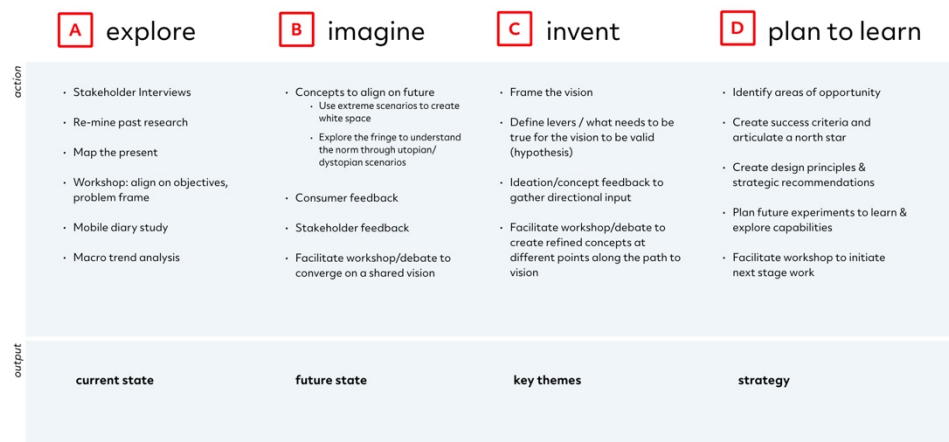 A explore
B imagine
C invent
D plan to learn
action
· Stakeholder Interviews
· Re-mine past research
· Map the present
· Workshop: align on objectives,
problem frame
· Mobile diary study
· Macro trend analysis
· Concepts to align on future
· Use extreme scenarios to create
white space
· Explore the fringe to understand
the norm through utopian/
dystopian scenarios
· Consumer feedback
· Stakeholder feedback
· Facilitate workshop/debate to
converge on a shared vision
· Frame the vision
· Define levers / what needs to be
true for the vision to be valid
(hypothesis)
· Ideation/concept feedback to
gather directional input
· Facilitate workshop/debate to
create refined concepts at
different points along the path to
vision
· Identify areas of opportunity
· Create success criteria and
articulate a north star
· Create design principles &
strategic recommendations
· Plan future experiments to learn &
explore capabilities
· Facilitate workshop to initiate
next stage work
output
current state
future state
key themes
strategy